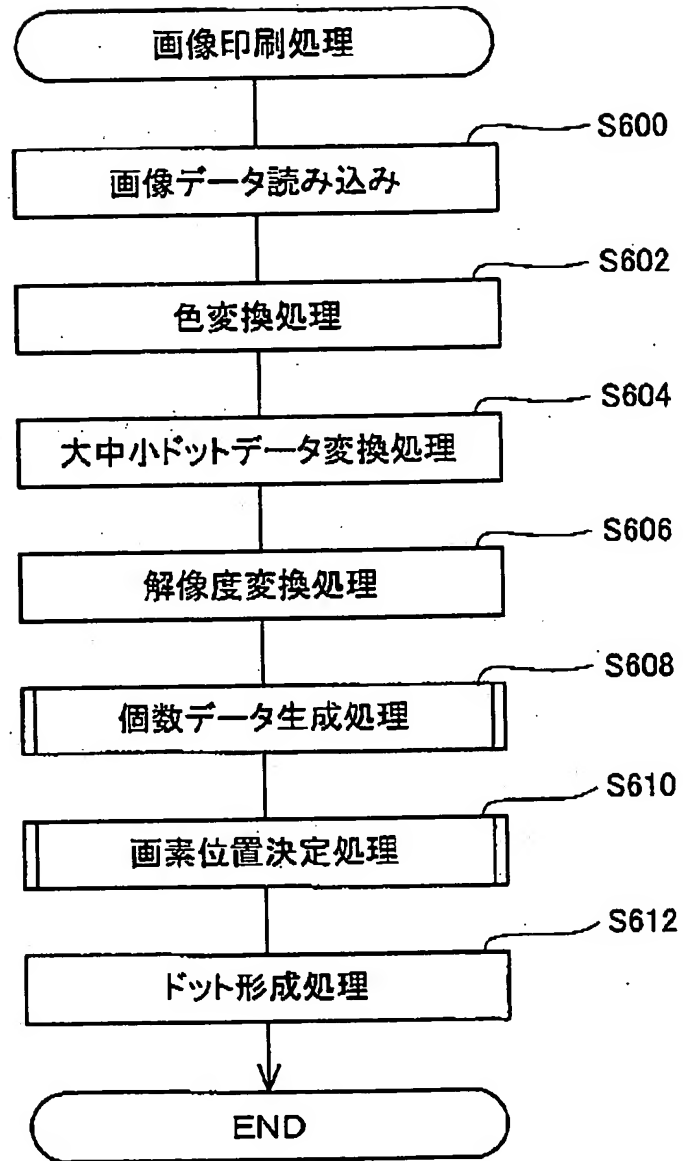 画像印刷処理
S600
画像データ読み込み
S602
色変換処理
S604
大中小ドットデータ変換処理
S606
解像度変換処理
S608
個数データ生成処理
S610
画素位置決定処理
S612
ドット形成処理
END